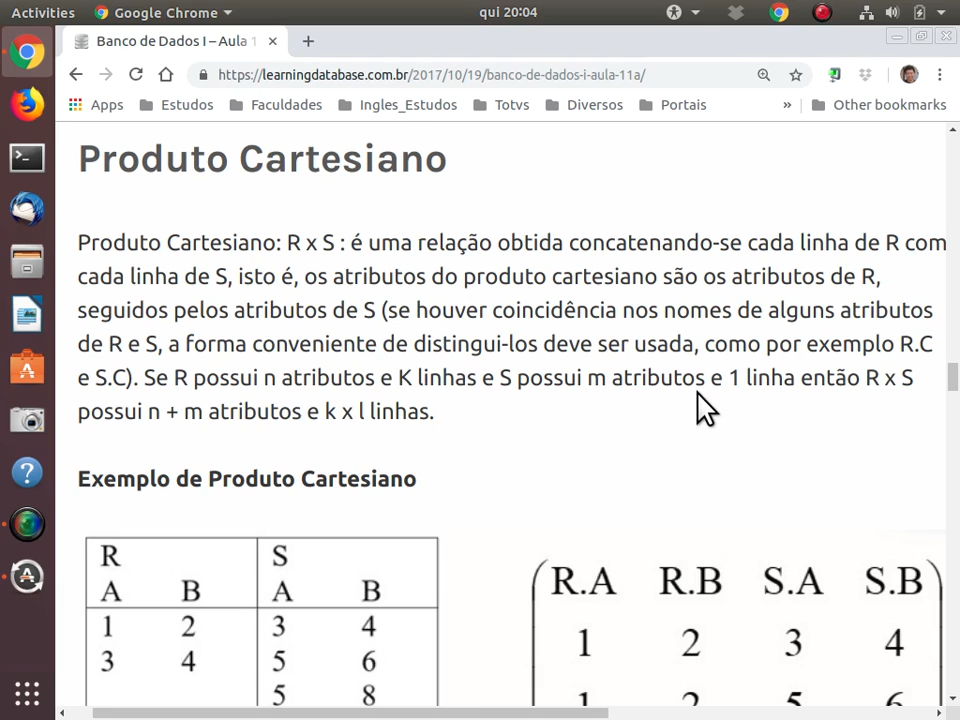 Activities Google Chrome qui 20:04
Banco de Dados I – Aula 1
https://learningdatabase.com.br/2017/10/19/banco-de-dados-i-aula-11a/
Apps Estudos Faculdades Ingles_Estudos Totvs Diversos Portais » Other bookmarks
Produto Cartesiano
Produto Cartesiano: R x S : é uma relação obtida concatenando-se cada linha de R com
cada linha de S, isto é, os atributos do produto cartesiano são os atributos de R,
seguidos pelos atributos de S (se houver coincidência nos nomes de alguns atributos
de R e S, a forma conveniente de distingui-los deve ser usada, como por exemplo R.C
e S.C). Se R possui n atributos e K linhas e S possui m atributos e 1 linha então R x S
possui n + m atributos e k x l linhas.
Exemplo de Produto Cartesiano
R S
A B A B
1 2 3 4
3 4 5 6
5 8
R.A R.B S.A S.B
1 2 3 4
1 2 5 6